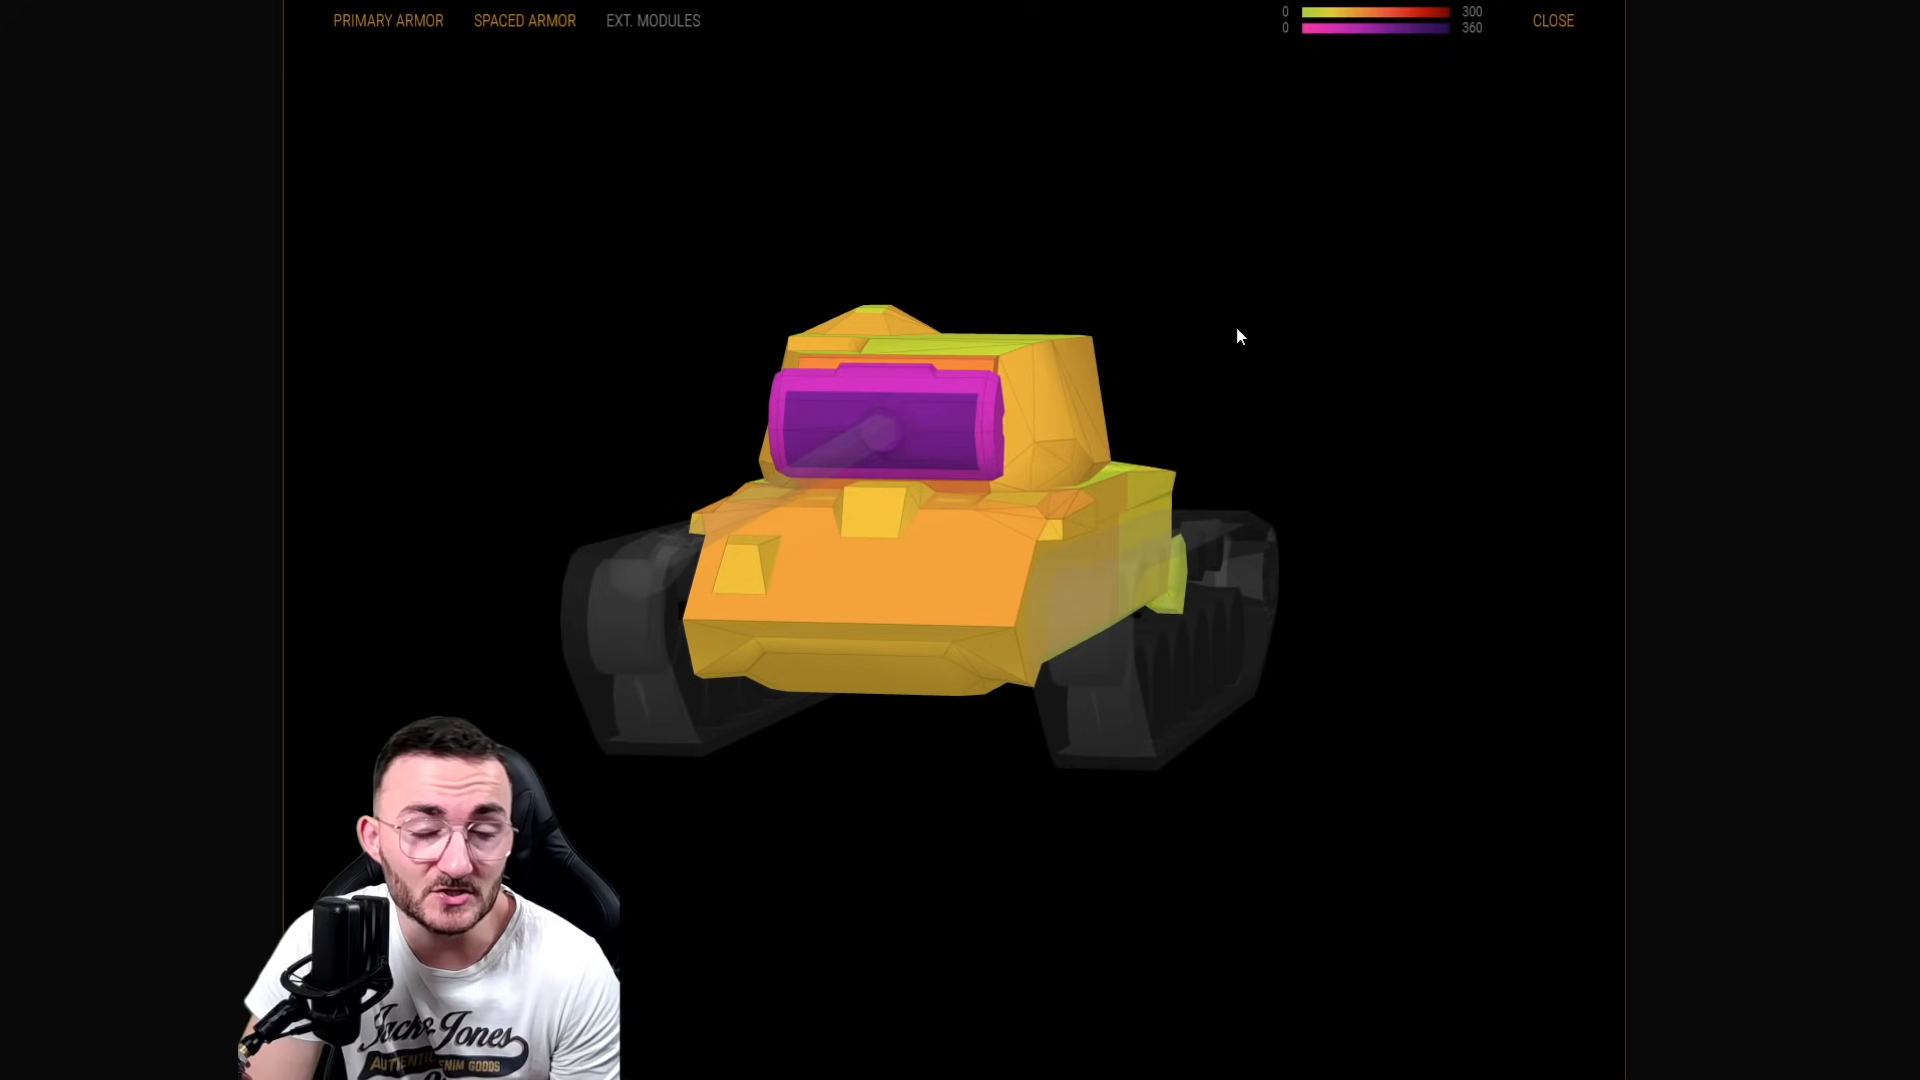 PRIMARY ARMOR SPACED ARMOR EXT. MODULES 0 300 CLOSE
0 360
Jack & Jones
AUTHENTIC DENIM GOODS